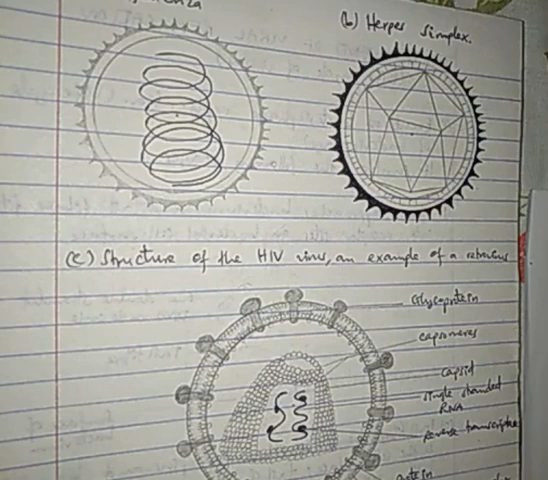 (b) Herpes simplex.
(c) Structure of the HIV virus, an example of a retrovirus
Glycoprotein
capsomeres
capsid
single stranded
RNA
reverse transcriptase